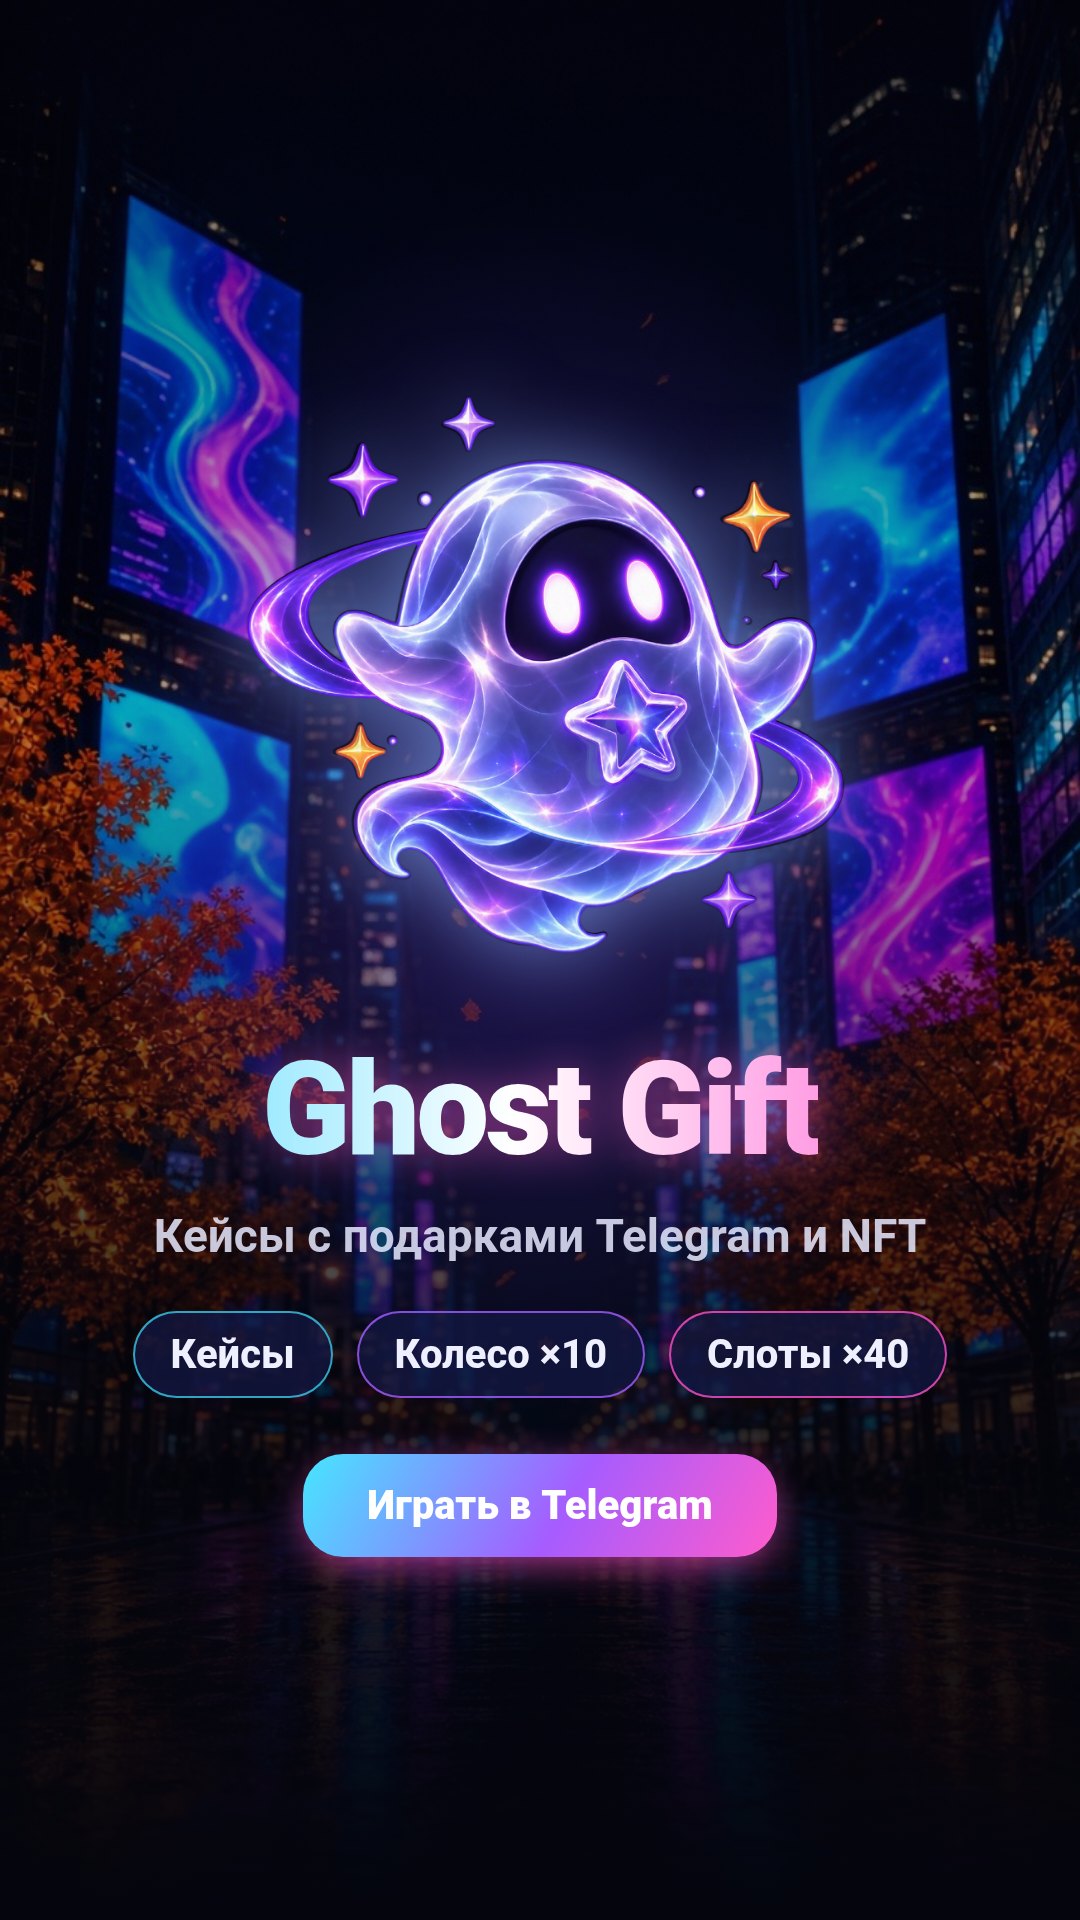 Ghost Gift
Кейсы с подарками Telegram и NFT
Кейсы
Колесо ×10
Слоты ×40
Играть в Telegram